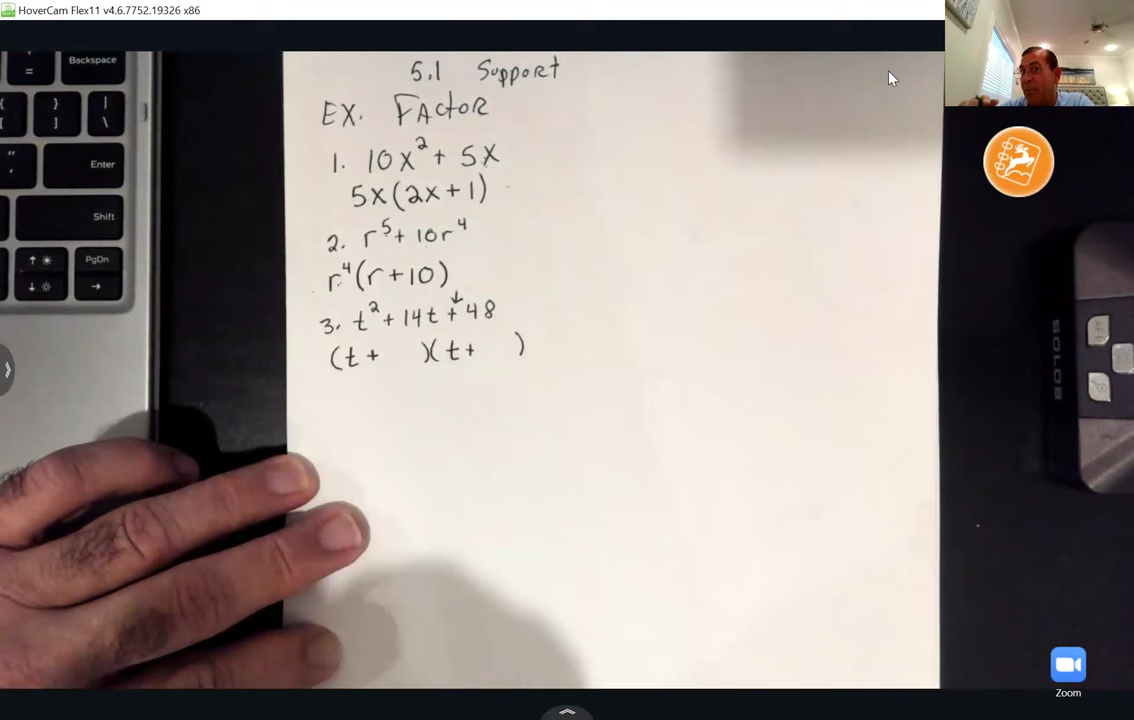 HoverCam Flex11 v4.6.7752.19326 x86
5.1 Support
EX. FACtoR
1. 10x² + 5x
5x(2x+1)
2. r⁵ + 10r⁴
r⁴(r+10)
3. t² + 14t + 48
(t + )(t + )
=
Backspace
}
]
|
\
"
'
Enter
Shift
PgDn
SOLO8
Zoom